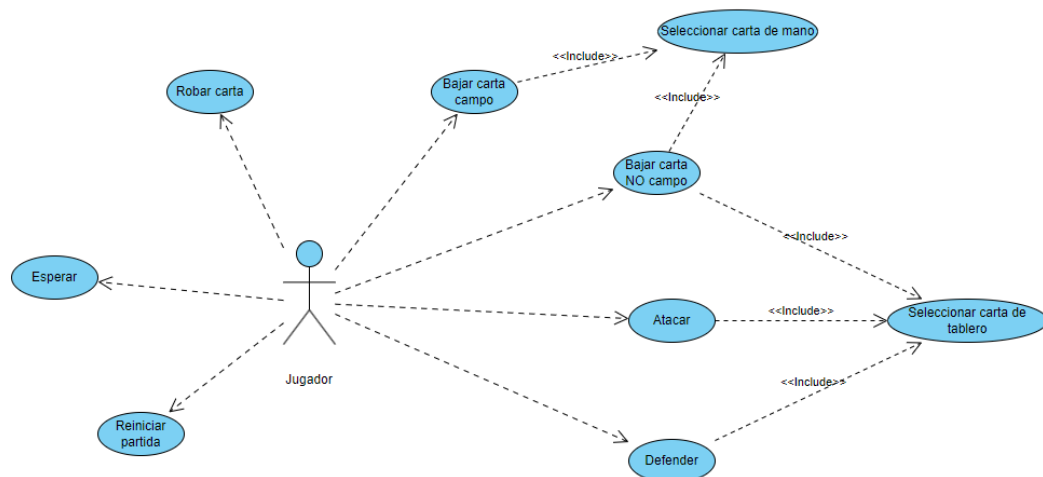 Seleccionar carta de mano
<<Include>>
Robar carta
Bajar carta
campo
<<Include>>
Bajar carta
NO campo
<<Include>>
Esperar
Atacar
<<Include>>
Seleccionar carta de
tablero
Jugador
<<Include>>
Reiniciar
partida
Defender